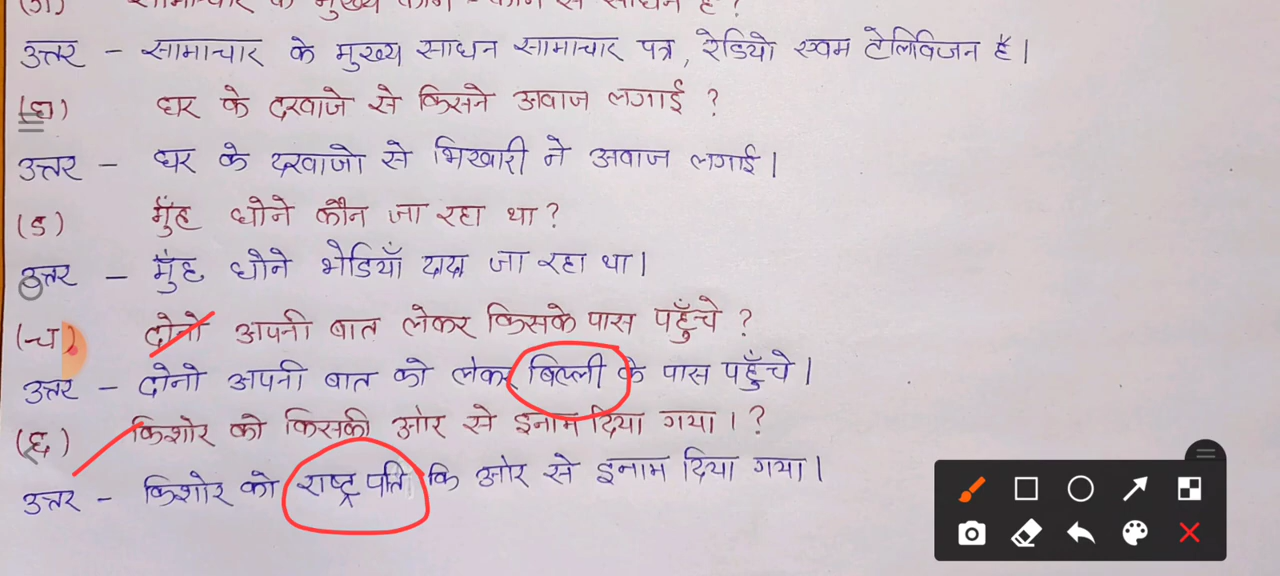 सामाचार के मुख्य कौन - कौन से साधन है ?
उत्तर - सामाचार के मुख्य साधन सामाचार पत्र, रेडियो एवम टेलिविजन हैं।
(घ) घर के दरवाजे से किसने अवाज लगाई ?
उत्तर - घर के दरवाजो से भिखारी ने अवाज लगाई।
(ङ) मुँह धोने कौन जा रहा था ?
उत्तर - मुँह धोने भेडियाँ जा रहा था।
(च) दोनो अपनी बात लेकर किसके पास पहुँचे ?
उत्तर - दोनो अपनी बात को लेकर बिल्ली के पास पहुँचे।
(छ) किशोर को किसकी ओर से इनाम दिया गया । ?
उत्तर - किशोर को राष्ट्रपति कि ओर से इनाम दिया गया।